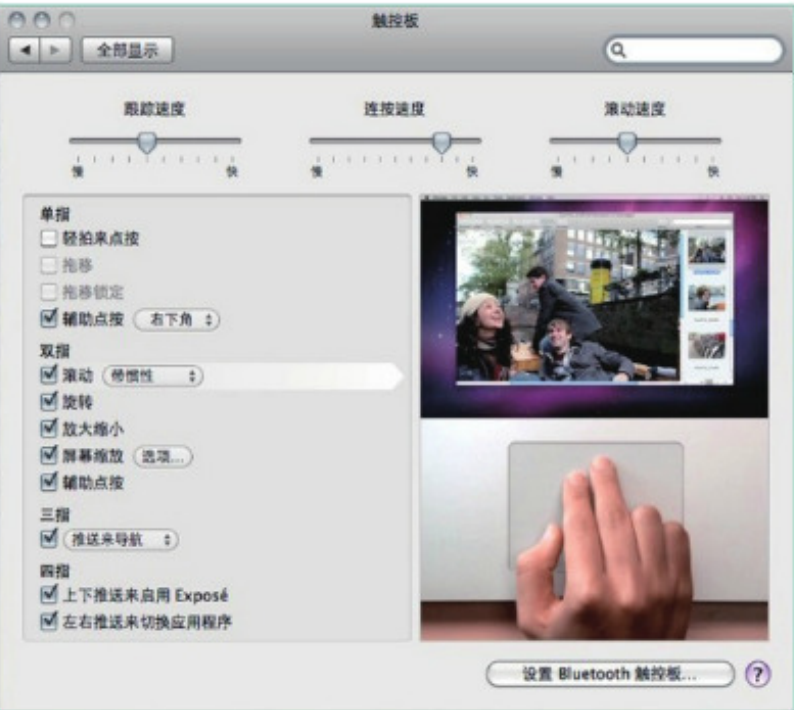 触控板
全部显示
跟踪速度 连按速度 滚动速度
慢 快 慢 快 慢 快
单指
轻拍来点按
拖移
拖移锁定
辅助点按 右下角
双指
滚动 带惯性
旋转
放大缩小
屏幕缩放 选项...
辅助点按
三指
推送来导航
四指
上下推送来启用 Exposé
左右推送来切换应用程序
设置 Bluetooth 触控板... ?